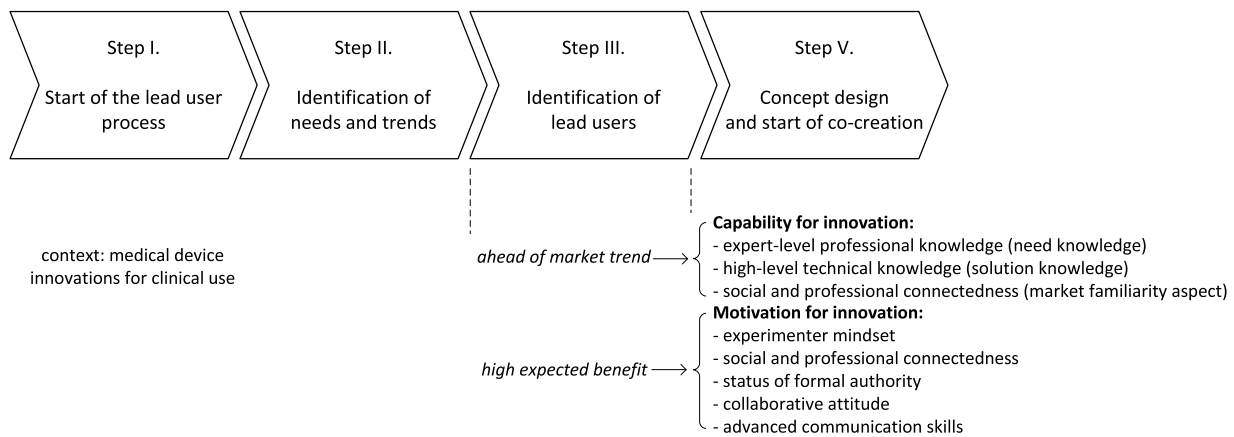 Step I.
Start of the lead user
process
Step II.
Identification of
needs and trends
Step III.
Identification of
lead users
Step V.
Concept design
and start of co-creation
context: medical device
innovations for clinical use
ahead of market trend
Capability for innovation:
- expert-level professional knowledge (need knowledge)
- high-level technical knowledge (solution knowledge)
- social and professional connectedness (market familiarity aspect)
high expected benefit
Motivation for innovation:
- experimenter mindset
- social and professional connectedness
- status of formal authority
- collaborative attitude
- advanced communication skills